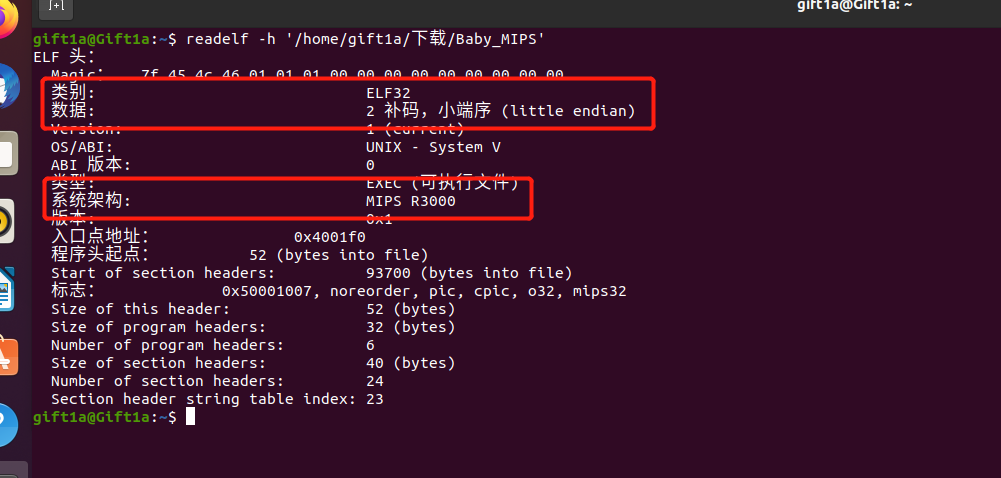 gift1a@Gift1a: ~
gift1a@Gift1a:~$ readelf -h '/home/gift1a/下载/Baby_MIPS'
ELF 头：
Magic： 7f 45 4c 46 01 01 01 00 00 00 00 00 00 00 00 00
类别: ELF32
数据: 2 补码，小端序 (little endian)
Version: 1 (current)
OS/ABI: UNIX - System V
ABI 版本: 0
类型: EXEC (可执行文件)
系统架构: MIPS R3000
版本: 0x1
入口点地址： 0x4001f0
程序头起点： 52 (bytes into file)
Start of section headers: 93700 (bytes into file)
标志： 0x50001007, noreorder, pic, cpic, o32, mips32
Size of this header: 52 (bytes)
Size of program headers: 32 (bytes)
Number of program headers: 6
Size of section headers: 40 (bytes)
Number of section headers: 24
Section header string table index: 23
gift1a@Gift1a:~$